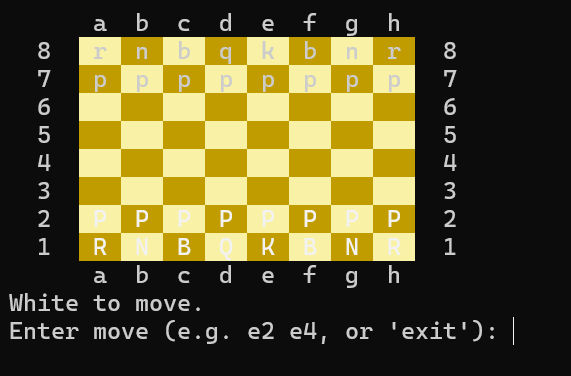 a b c d e f g h
8 r n b q k b n r 8
7 p p p p p p p p 7
6 6
5 5
4 4
3 3
2 P P P P P P P P 2
1 R N B Q K B N R 1
a b c d e f g h
White to move.
Enter move (e.g. e2 e4, or 'exit'):